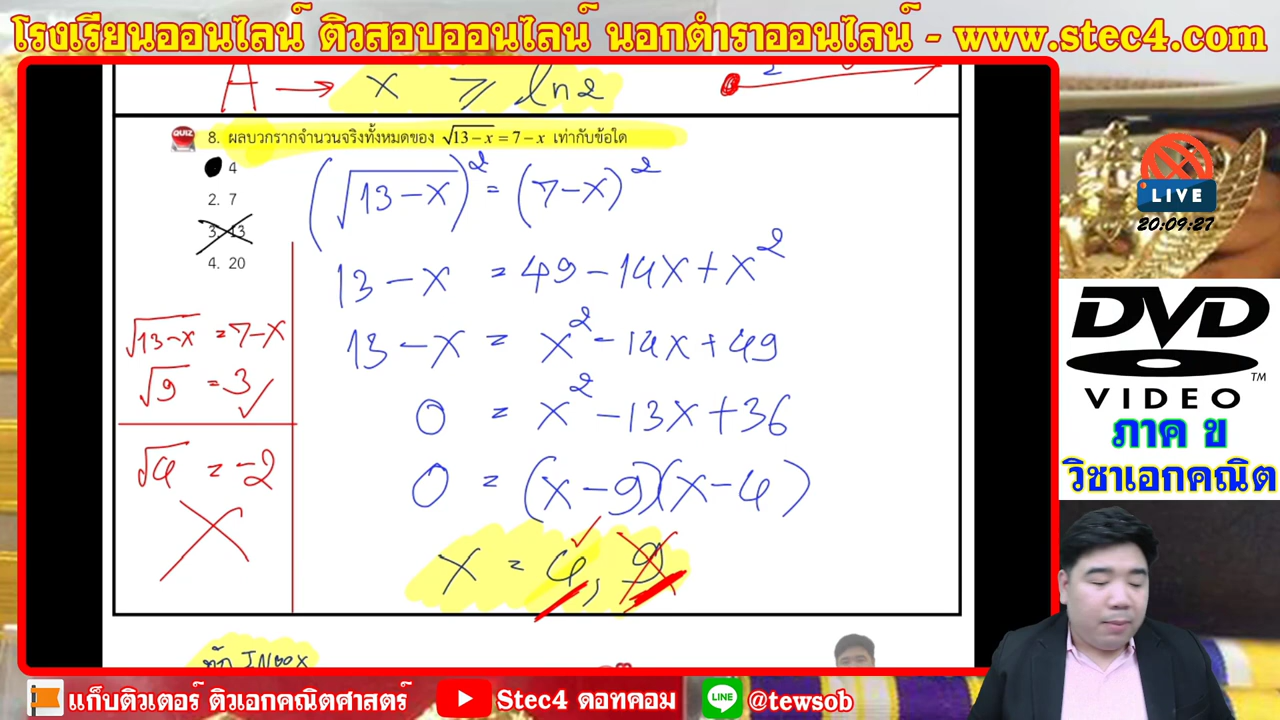 โรงเรียนออนไลน์ ติวสอบออนไลน์ นอกตำราออนไลน์ - www.stec4.com
A → x ≥ ln2
2
QUIZ
8. ผลบวกรากจำนวนจริงทั้งหมดของ √13-x = 7-x เท่ากับข้อใด
4
2. 7
3. 13
4. 20
(√13-x)² = (7-x)²
13-x = 49-14x+x²
13-x = x²-14x+49
0 = x²-13x+36
0 = (x-9)(x-4)
x = 4, 9
√13-x = 7-x
√9 = 3 ✓
√4 = -2
ทัก INBOX
LIVE
20:09:27
DVD
VIDEO
TM
ภาค ข
วิชาเอกคณิต
แก๊บติวเตอร์ ติวเอกคณิตศาสตร์
Stec4 ดอทคอม
LINE
@tewsob